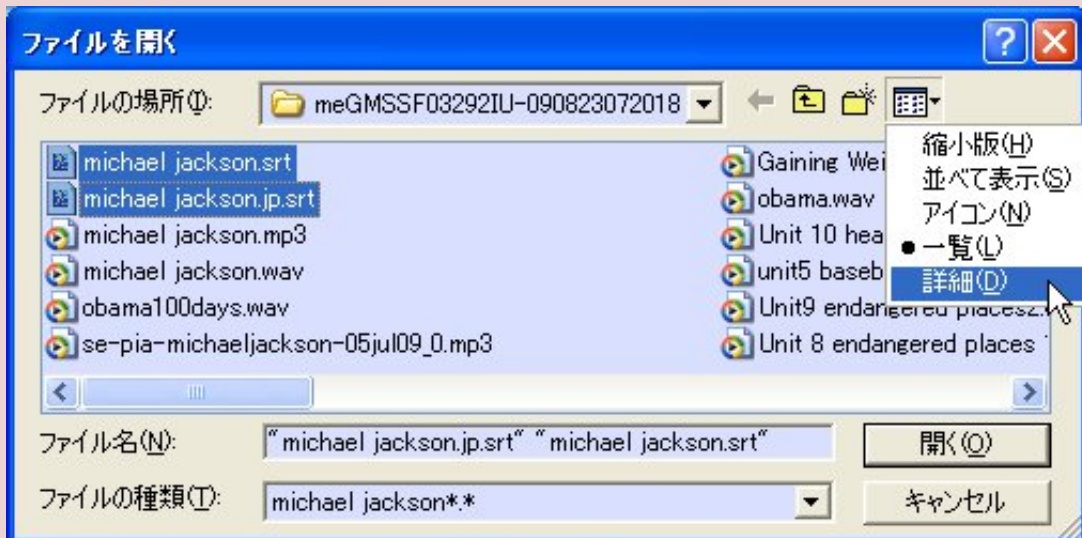 ファイルを開く
ファイルの場所(I):
meGMSSF03292IU-090823072018
縮小版(H)
並べて表示(S)
アイコン(N)
一覧(L)
詳細(D)
michael jackson.srt
michael jackson.jp.srt
michael jackson.mp3
michael jackson.wav
obama100days.wav
se-pia-michaeljackson-05jul09_0.mp3
Gaining Wei
obama.wav
Unit 10 hea
unit5 baseb
Unit9 endangered places2.
Unit 8 endangered places
ファイル名(N):
"michael jackson.jp.srt" "michael jackson.srt"
開く(O)
ファイルの種類(T):
michael jackson*.*
キャンセル